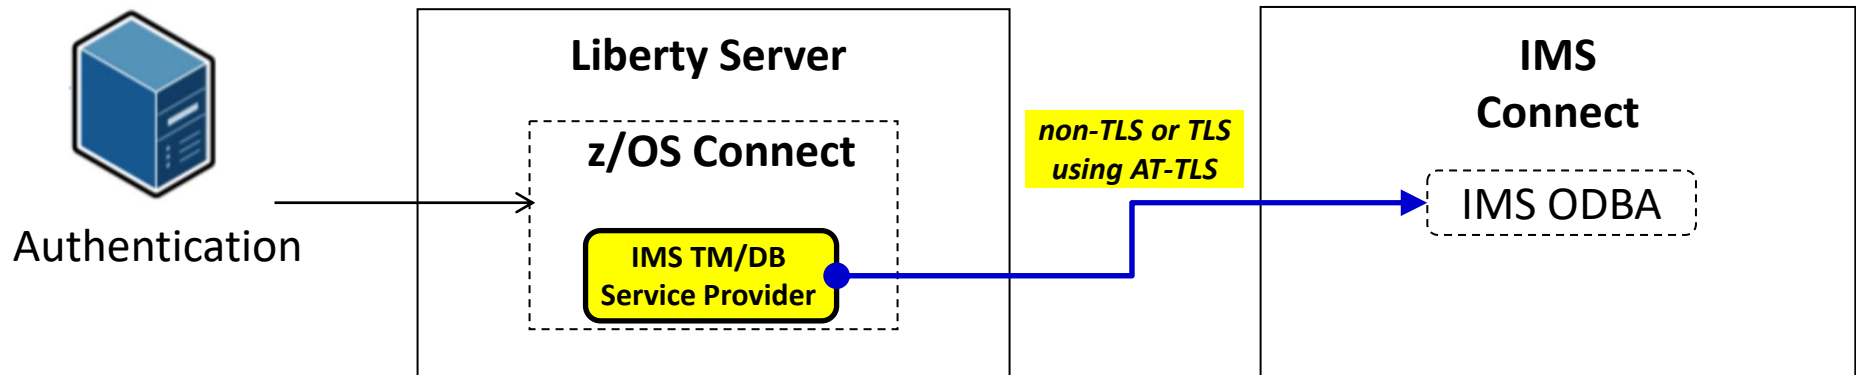 Authentication
Liberty Server
z/OS Connect
IMS TM/DB
Service Provider
non-TLS or TLS
using AT-TLS
IMS
Connect
IMS ODBA